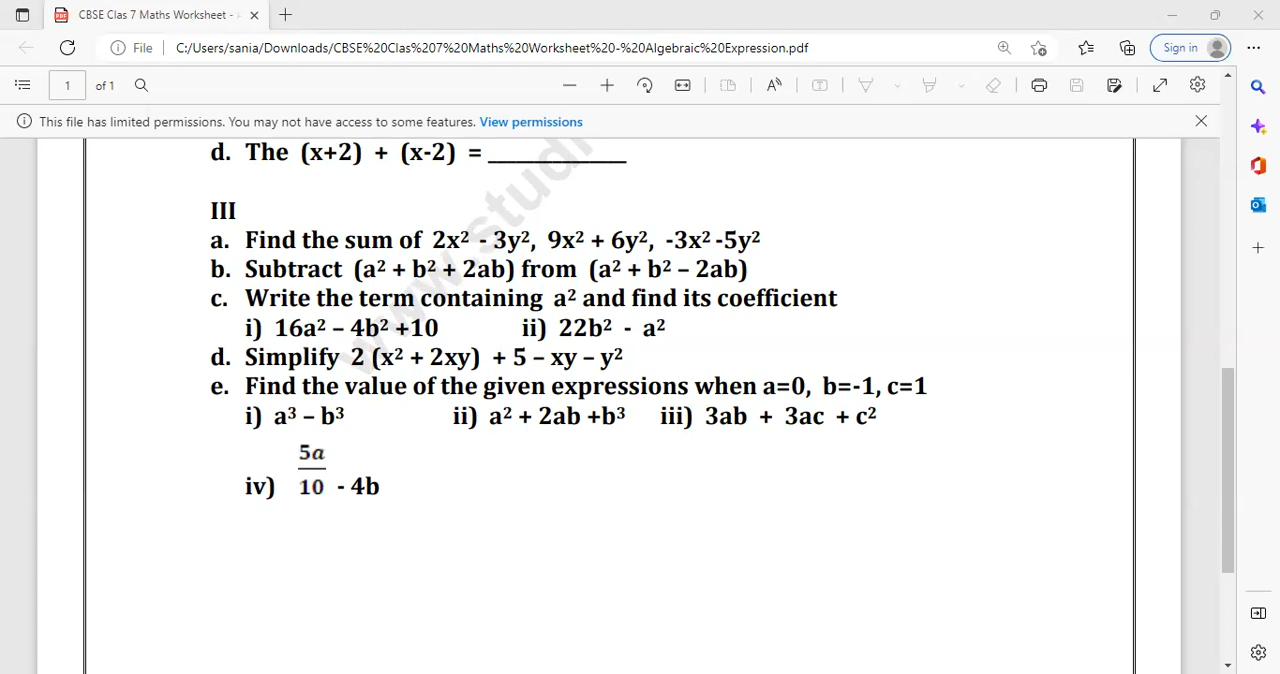 CBSE Clas 7 Maths Worksheet -
File C:/Users/sania/Downloads/CBSE%20Clas%207%20Maths%20Worksheet%20-%20Algebraic%20Expression.pdf Sign in
1 of 1
This file has limited permissions. You may not have access to some features. View permissions
d. The (x+2) + (x-2) = ____________
III
a. Find the sum of 2x² - 3y², 9x² + 6y², -3x² -5y²
b. Subtract (a² + b² + 2ab) from (a² + b² – 2ab)
c. Write the term containing a² and find its coefficient
i) 16a² – 4b² +10 ii) 22b² - a²
d. Simplify 2 (x² + 2xy) + 5 – xy – y²
e. Find the value of the given expressions when a=0, b=-1, c=1
i) a³ – b³ ii) a² + 2ab +b³ iii) 3ab + 3ac + c²
5a
iv) 10 - 4b
www.studi